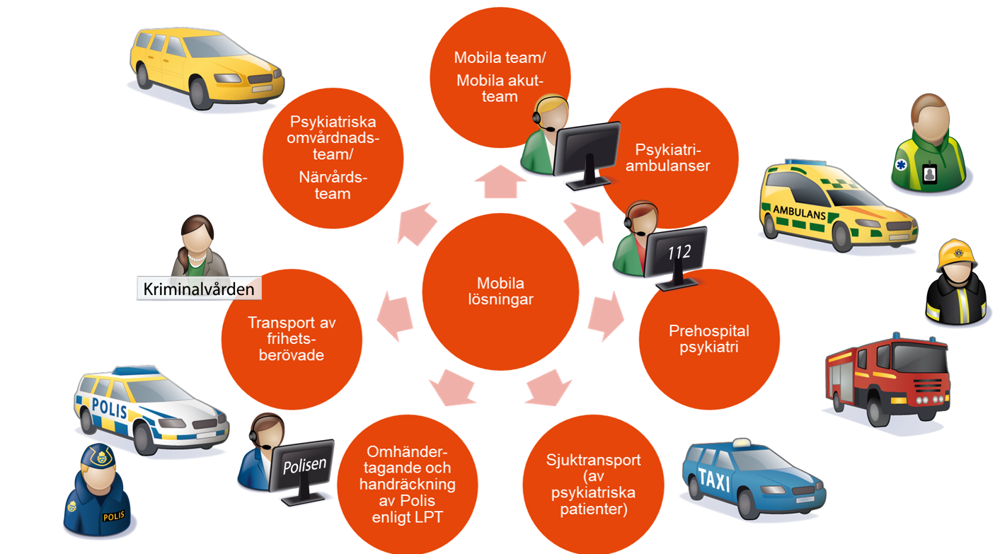 Mobila team/
Mobila akut-
team
Psykiatriska
omvårdnads-
team/
Närvårds-
team
Psykiatri-
ambulanser
AMBULANS
112
Kriminalvården
Mobila
lösningar
Transport av
frihets-
berövade
Prehospital
psykiatri
POLIS
Polisen
POLIS
Omhänder-
tagande och
handräckning
av Polis
enligt LPT
Sjuktransport
(av
psykiatriska
patienter)
TAXI